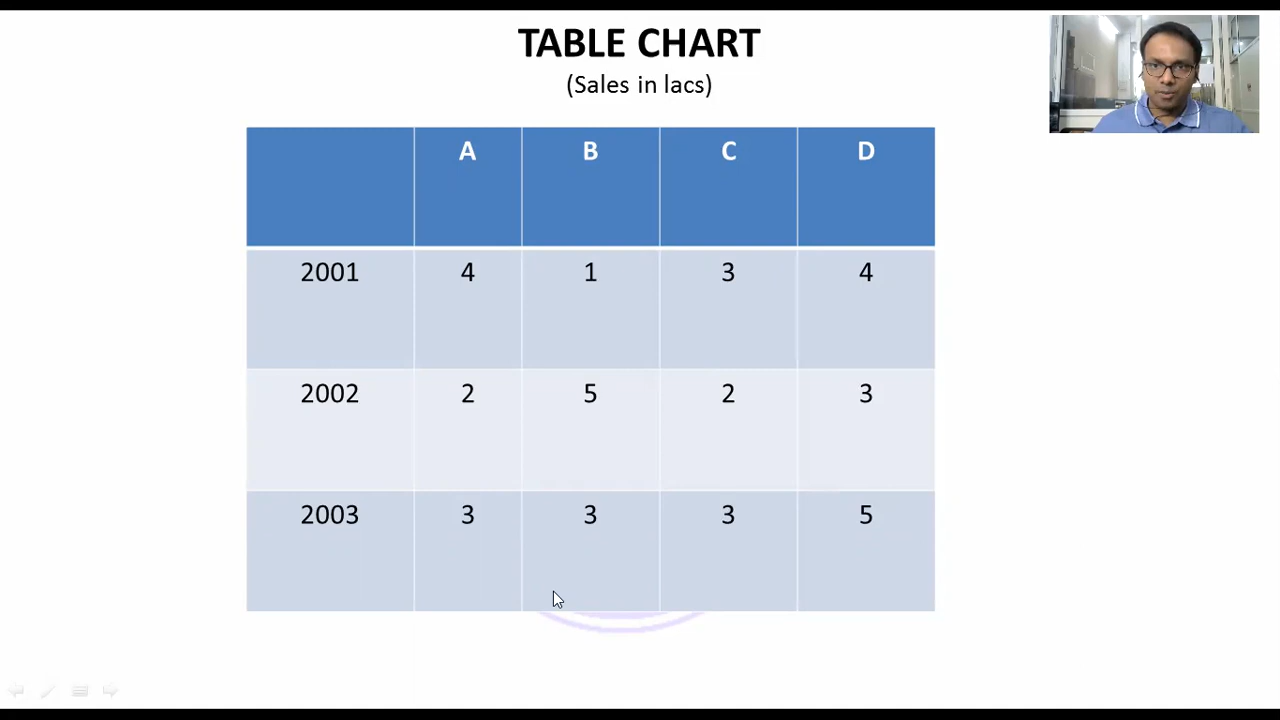 TABLE CHART
(Sales in lacs)
A B C D
2001 4 1 3 4
2002 2 5 2 3
2003 3 3 3 5